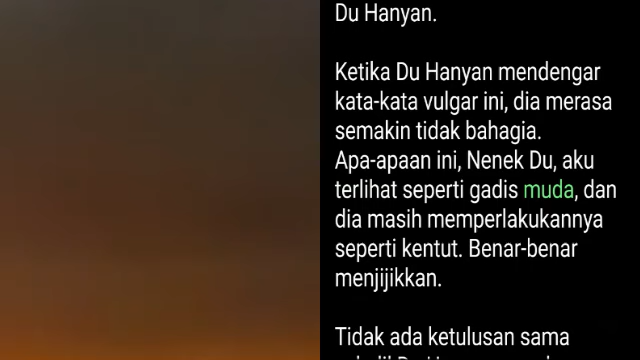 Du Hanyan.
Ketika Du Hanyan mendengar
kata-kata vulgar ini, dia merasa
semakin tidak bahagia.
Apa-apaan ini, Nenek Du, aku
terlihat seperti gadis muda, dan
dia masih memperlakukannya
seperti kentut. Benar-benar
menjijikkan.
Tidak ada ketulusan sama